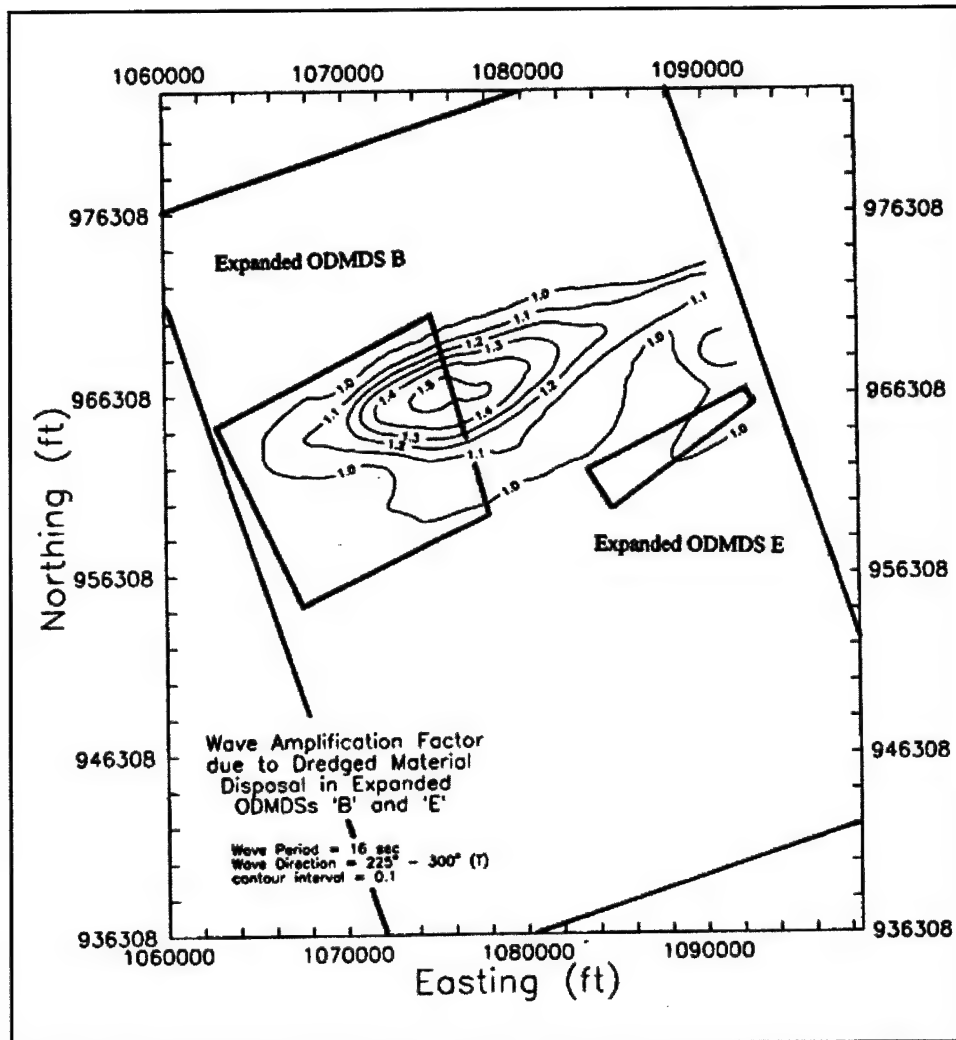 1060000 1070000 1080000 1090000
976308 976308
Expanded ODMDS B
1.0
1.1
1.0
1.1
1.2
1.3
1.0
1.0
1.1
1.4
1.5
1.2
966308 966308
1.4
1.3
1.2
1.1
1.0
1.0
1.0
Northing (ft)
Expanded ODMDS E
956308 956308
946308 946308
Wave Amplification Factor
due to Dredged Material
Disposal in Expanded
ODMDSs 'B' and 'E'
Wave Period = 16 sec
Wave Direction = 225° - 300° (T)
contour interval = 0.1
936308 936308
1060000 1070000 1080000 1090000
Easting (ft)